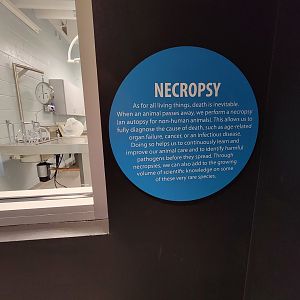 NECROPSY
As for all living things, death is inevitable.
When an animal passes away, we perform a necropsy
(an autopsy for non-human animals). This allows us to
fully diagnose the cause of death, such as age-related
organ failure, cancer, or an infectious disease.
Doing so helps us to continuously learn and
improve our animal care and to identify harmful
pathogens before they spread. Through
necropsies, we can also add to the growing
volume of scientific knowledge on some
of these very rare species.